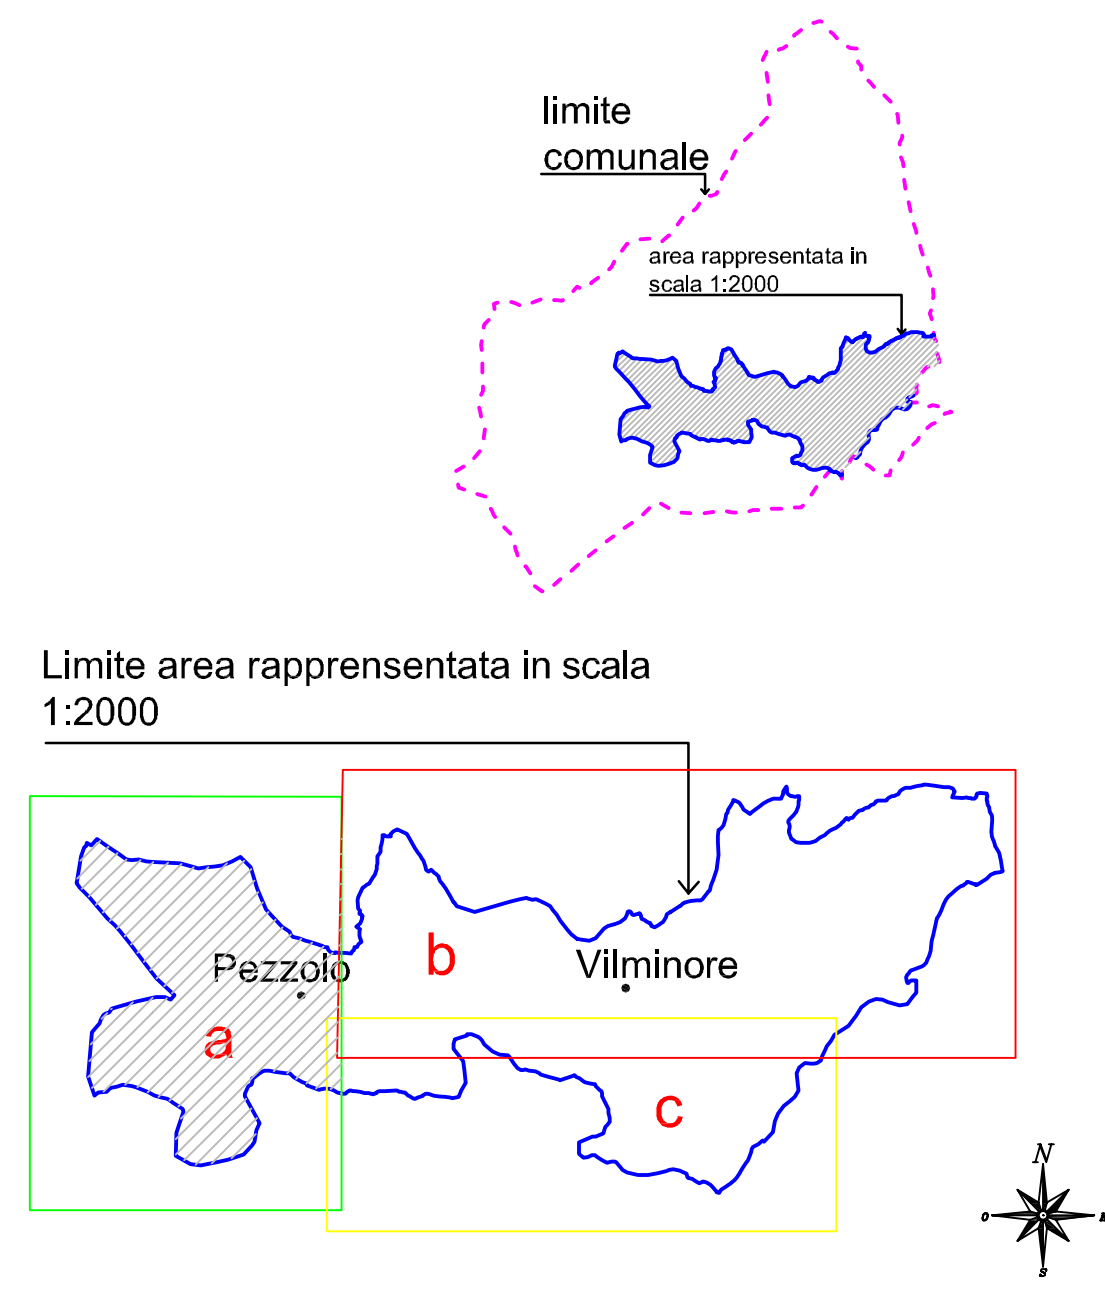 limite
comunale
area rappresentata in
scala 1:2000
Limite area rapprensentata in scala
1:2000
Pezzolo
b
Vilminore
a
c
N
O
S